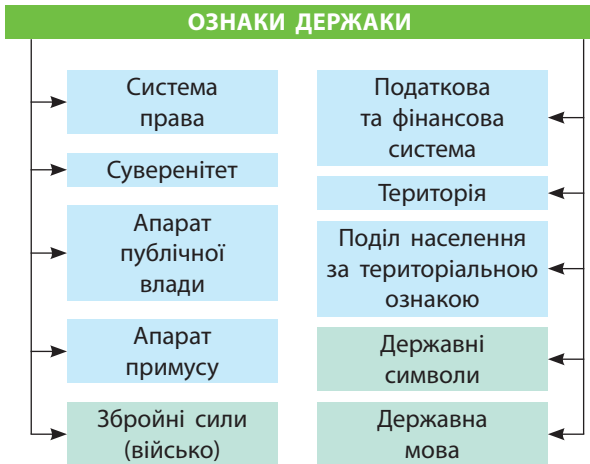 ОЗНАКИ ДЕРЖАКИ
Система
права
Суверенітет
Апарат
публічної
влади
Апарат
примусу
Збройні сили
(військо)
Податкова
та фінансова
система
Територія
Поділ населення
за територіальною
ознакою
Державні
символи
Державна
мова